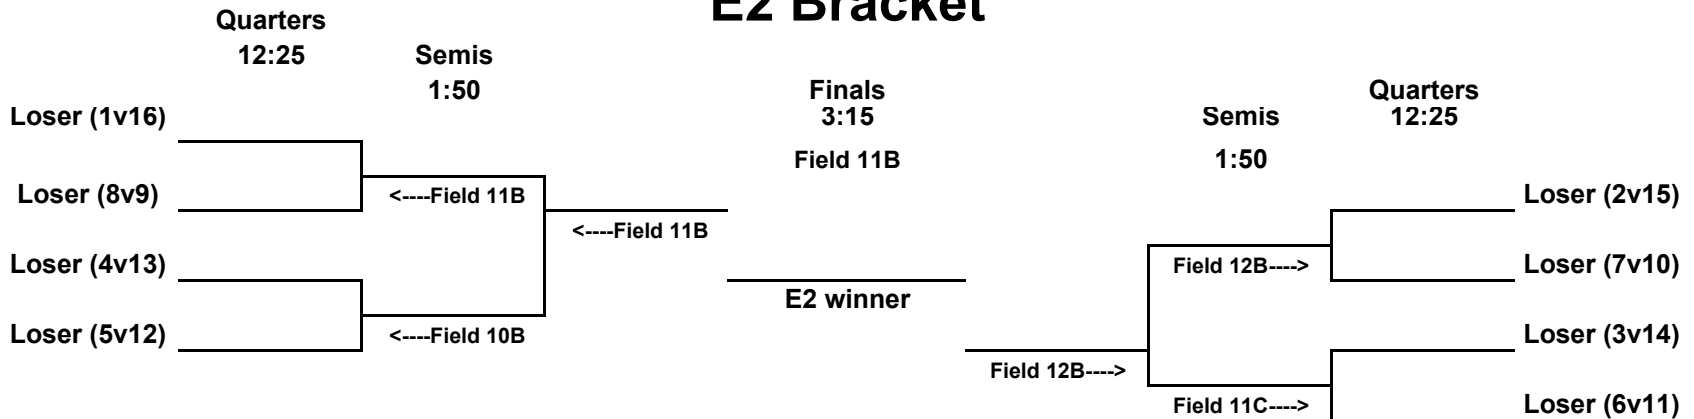 E2 Bracket
Quarters
12:25
Semis
1:50
Finals
3:15
Field 11B
Semis
1:50
Quarters
12:25
Loser (1v16)
Loser (8v9)
<----Field 11B
<----Field 11B
Loser (4v13)
Loser (5v12)
<----Field 10B
E2 winner
Loser (2v15)
Field 12B---->
Loser (7v10)
Loser (3v14)
Field 12B---->
Field 11C---->
Loser (6v11)